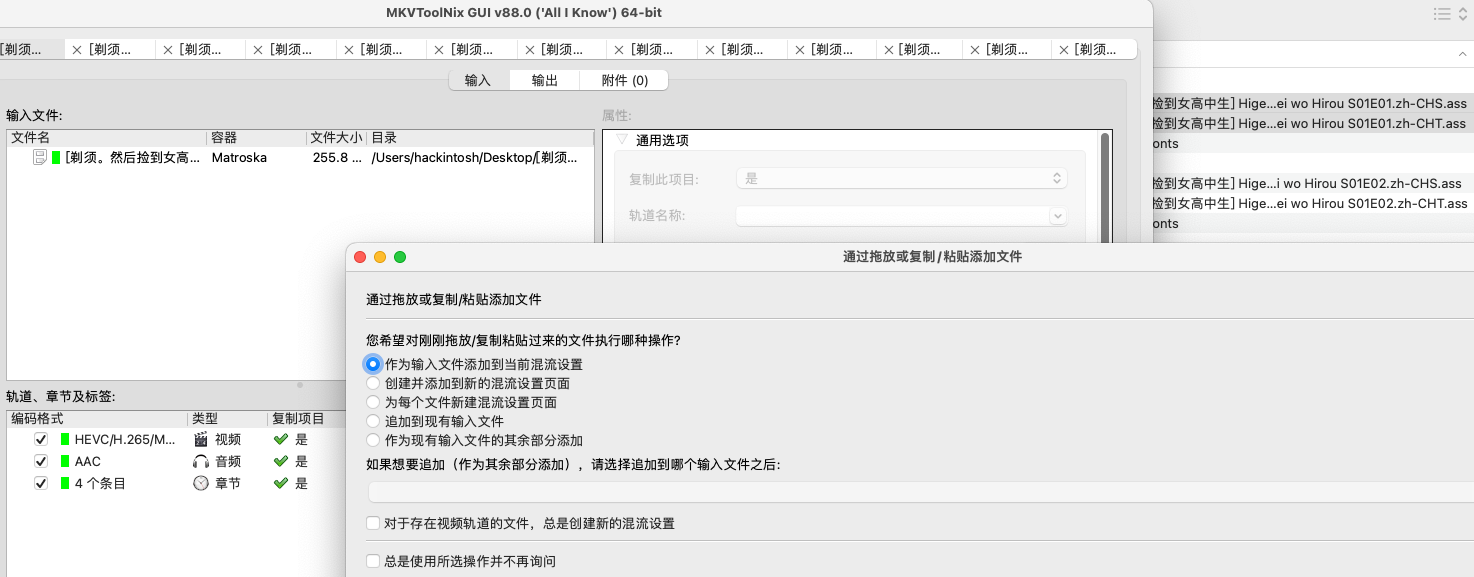 MKVToolNix GUI v88.0 ('All I Know') 64-bit
[剃须... × [剃须... × [剃须... × [剃须... × [剃须... × [剃须... × [剃须... × [剃须... × [剃须... × [剃须... × [剃须... × [剃须... × [剃须...
输入 输出 附件 (0)
输入文件:
文件名 容器 文件大小 目录
[剃须。然后捡到女高... Matroska 255.8 ... /Users/hackintosh/Desktop/[剃须...
属性:
通用选项
复制此项目: 是
轨道名称:
捡到女高中生] Hige...ei wo Hirou S01E01.zh-CHS.ass
捡到女高中生] Hige...ei wo Hirou S01E01.zh-CHT.ass
onts
捡到女高中生] Hige...i wo Hirou S01E02.zh-CHS.ass
捡到女高中生] Hige...ei wo Hirou S01E02.zh-CHT.ass
onts
轨道、章节及标签:
编码格式 类型 复制项目
HEVC/H.265/M... 视频 是
AAC 音频 是
4 个条目 章节 是
通过拖放或复制/粘贴添加文件
通过拖放或复制/粘贴添加文件
您希望对刚刚拖放/复制粘贴过来的文件执行哪种操作?
作为输入文件添加到当前混流设置
创建并添加到新的混流设置页面
为每个文件新建混流设置页面
追加到现有输入文件
作为现有输入文件的其余部分添加
如果想要追加（作为其余部分添加），请选择追加到哪个输入文件之后:
对于存在视频轨道的文件，总是创建新的混流设置
总是使用所选操作并不再询问